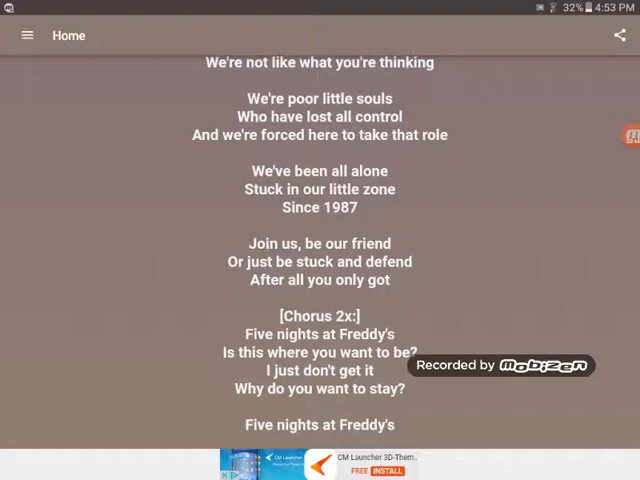 32% 4:53 PM
Home
We're not like what you're thinking
We're poor little souls
Who have lost all control
And we're forced here to take that role
We've been all alone
Stuck in our little zone
Since 1987
Join us, be our friend
Or just be stuck and defend
After all you only got
[Chorus 2x:]
Five nights at Freddy's
Is this where you want to be?
I just don't get it
Recorded by Mobizen
Why do you want to stay?
Five nights at Freddy's
CM Launcher
CM Launcher 3D-Them..
FREE INSTALL